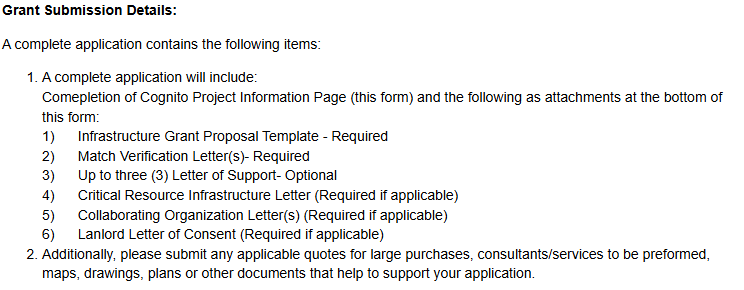 Grant Submission Details:
A complete application contains the following items:
1. A complete application will include:
Comepletion of Cognito Project Information Page (this form) and the following as attachments at the bottom of
this form:
1) Infrastructure Grant Proposal Template - Required
2) Match Verification Letter(s)- Required
3) Up to three (3) Letter of Support- Optional
4) Critical Resource Infrastructure Letter (Required if applicable)
5) Collaborating Organization Letter(s) (Required if applicable)
6) Lanlord Letter of Consent (Required if applicable)
2. Additionally, please submit any applicable quotes for large purchases, consultants/services to be preformed,
maps, drawings, plans or other documents that help to support your application.